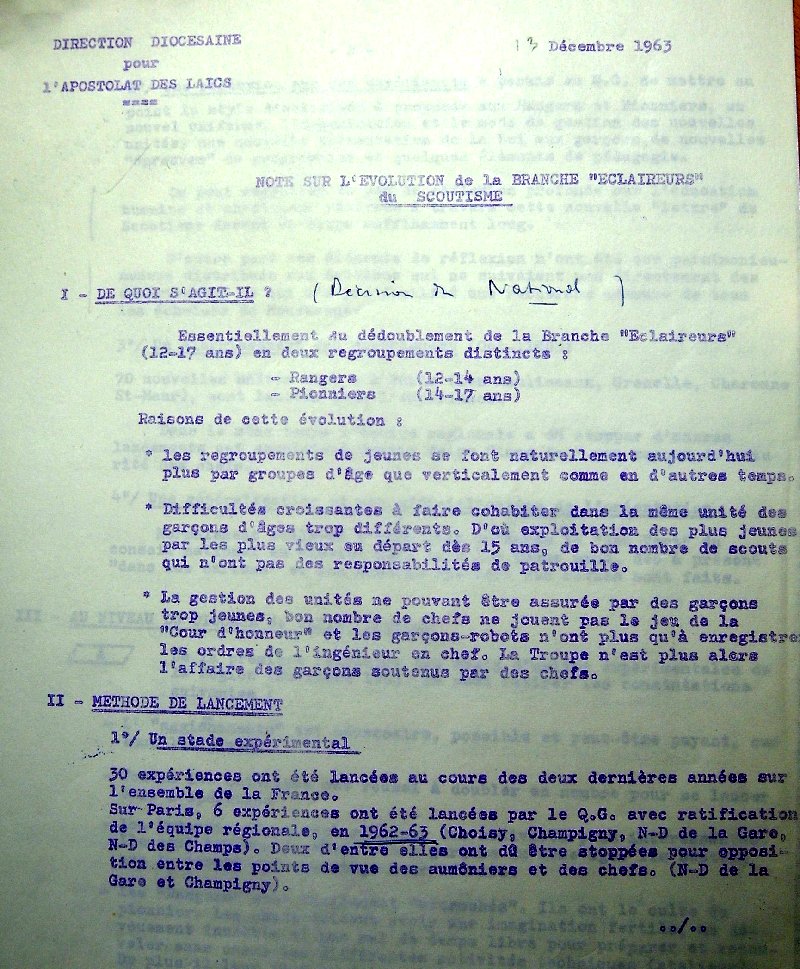 DIRECTION DIOCESAINE
pour
l'APOSTOLAT DES LAICS
====
13 Décembre 1963
NOTE SUR L'EVOLUTION de la BRANCHE "ECLAIREURS"
du SCOUTISME
I - DE QUOI S'AGIT-IL ? (Décision du National)
Essentiellement du dédoublement de la Branche "Eclaireurs"
(12-17 ans) en deux regroupements distincts :
- Rangers (12-14 ans)
- Pionniers (14-17 ans)
Raisons de cette évolution :
* les regroupements de jeunes se font naturellement aujourd'hui
plus par groupes d'âge que verticalement comme en d'autres temps.
* Difficultés croissantes à faire cohabiter dans la même unité des
garçons d'âges trop différents. D'où exploitation des plus jeunes
par les plus vieux au départ dès 15 ans, de bon nombre de scouts
qui n'ont pas des responsabilités de patrouille.
* La gestion des unités ne pouvant être assurée par des garçons
trop jeunes, bon nombre de chefs ne jouent pas le jeu de la
"Cour d'honneur" et les garçons-robots n'ont plus qu'à enregistre
les ordres de l'ingénieur en chef. La Troupe n'est plus alors
l'affaire des garçons soutenus par des chefs.
II - METHODE DE LANCEMENT
1°/ Un stade expérimental
30 expériences ont été lancées au cours des deux dernières années sur
l'ensemble de la France.
Sur Paris, 6 expériences ont été lancées par le Q.G. avec ratification
de l'équipe régionale, en 1962-63 (Choisy, Champigny, N-D de la Gare,
N-D des Champs). Deux d'entre elles ont dû être stoppées pour opposi-
tion entre les points de vue des aumôniers et des chefs. (N-D de la
Gare et Champigny).
../..